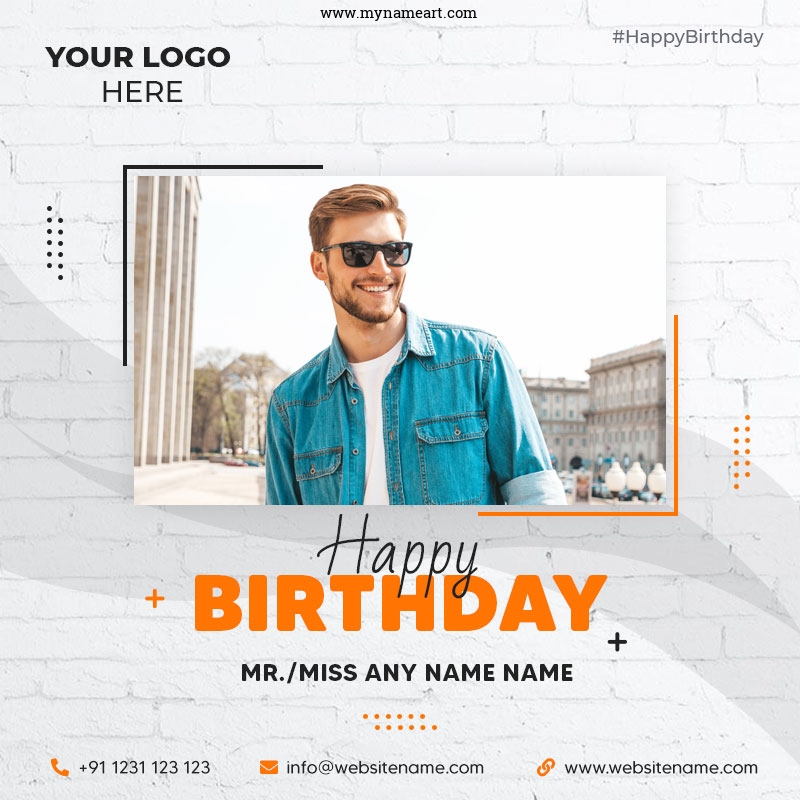 www.mynameart.com
#HappyBirthday
YOUR LOGO
HERE
Happy
BIRTHDAY
MR./MISS ANY NAME NAME
+91 1231 123 123
info@websitename.com
www.websitename.com